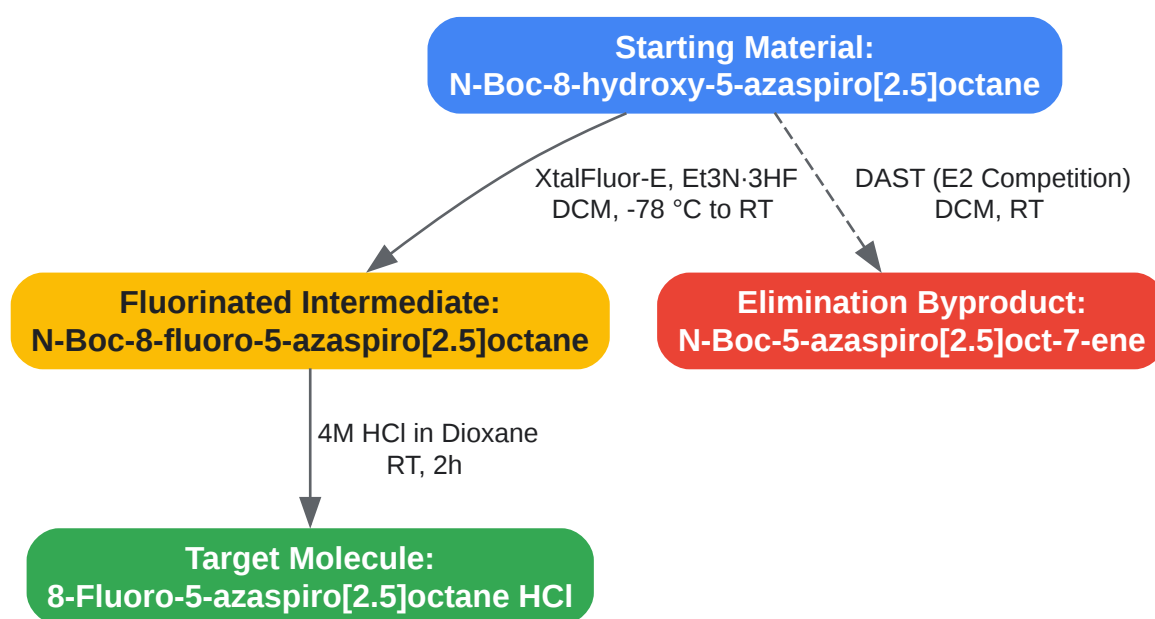 Starting Material:
N-Boc-8-hydroxy-5-azaspiro[2.5]octane
XtalFluor-E, Et3N·3HF
DCM, -78 °C to RT
DAST (E2 Competition)
DCM, RT
Fluorinated Intermediate:
N-Boc-8-fluoro-5-azaspiro[2.5]octane
Elimination Byproduct:
N-Boc-5-azaspiro[2.5]oct-7-ene
4M HCl in Dioxane
RT, 2h
Target Molecule:
8-Fluoro-5-azaspiro[2.5]octane HCl